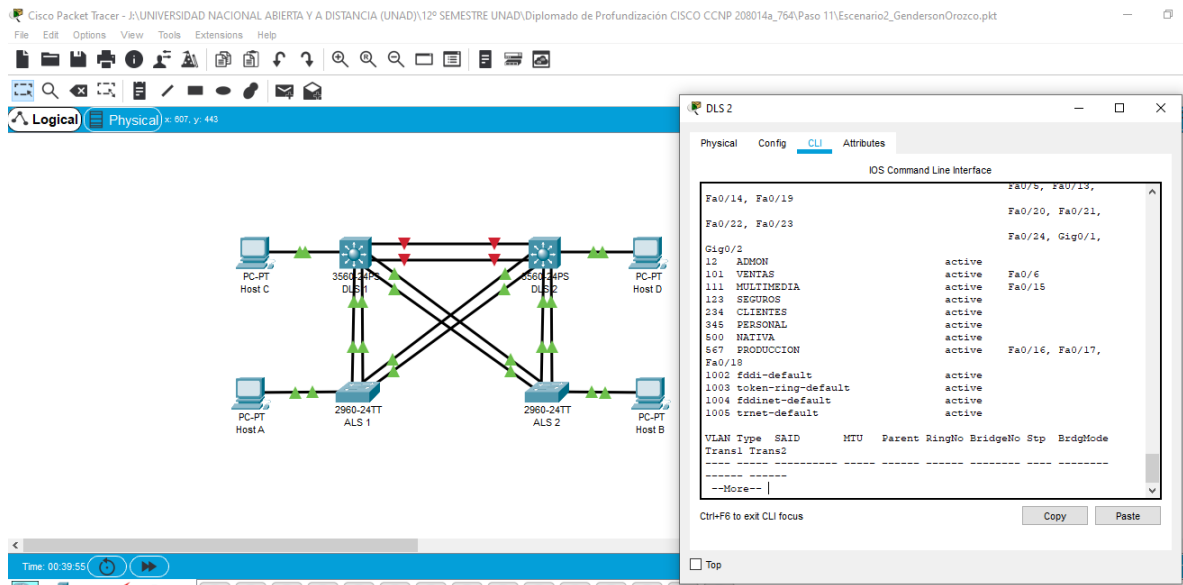 Cisco Packet Tracer - J:\UNIVERSIDAD NACIONAL ABIERTA Y A DISTANCIA (UNAD)\12º SEMESTRE UNAD\Diplomado de Profundización CISCO CCNP 208014a_764\Paso 11\Escenario2_GendersonOrozco.pkt
File Edit Options View Tools Extensions Help
Logical Physical x: 807, y: 443
PC-PT
Host C
3560-24PS
DLS 1
3560-24PS
DLS 2
PC-PT
Host D
PC-PT
Host A
2960-24TT
ALS 1
2960-24TT
ALS 2
PC-PT
Host B
Time: 00:39:55
DLS 2
Physical Config CLI Attributes
IOS Command Line Interface
Fa0/5, Fa0/13,
Fa0/14, Fa0/19
Fa0/20, Fa0/21,
Fa0/22, Fa0/23
Fa0/24, Gig0/1,
Gig0/2
12 ADMON active
101 VENTAS active Fa0/6
111 MULTIMEDIA active Fa0/15
123 SEGUROS active
234 CLIENTES active
345 PERSONAL active
500 NATIVA active
567 PRODUCCION active Fa0/16, Fa0/17,
Fa0/18
1002 fddi-default active
1003 token-ring-default active
1004 fddinet-default active
1005 trnet-default active
VLAN Type SAID MTU Parent RingNo BridgeNo Stp BrdgMode
Trans1 Trans2
---- ----- ---------- ----- ------ ------ -------- ---- --------
------ ------
--More--
Ctrl+F6 to exit CLI focus
Copy Paste
Top